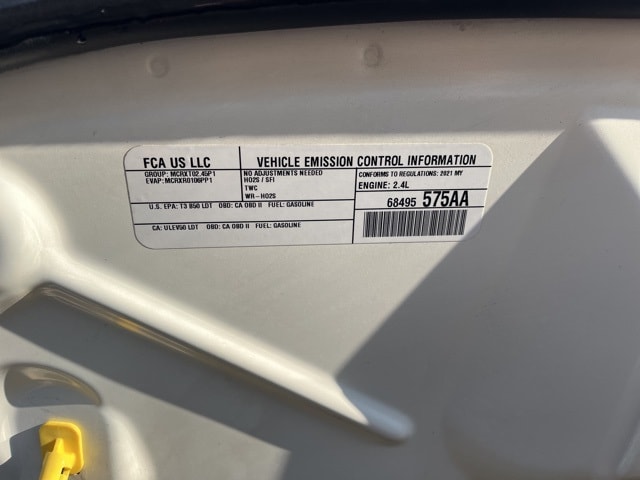 FCA US LLC
VEHICLE EMISSION CONTROL INFORMATION
GROUP: MCRXT02.45P1
EVAP: MCRXR0106PP1
NO ADJUSTMENTS NEEDED
HO2S / SFI
TWC
WR-HO2S
CONFORMS TO REGULATIONS: 2021 MY
ENGINE: 2.4L
U.S. EPA: T3 B50 LDT OBD: CA OBD II FUEL: GASOLINE
CA: ULEV50 LDT OBD: CA OBD II FUEL: GASOLINE
68495 575AA